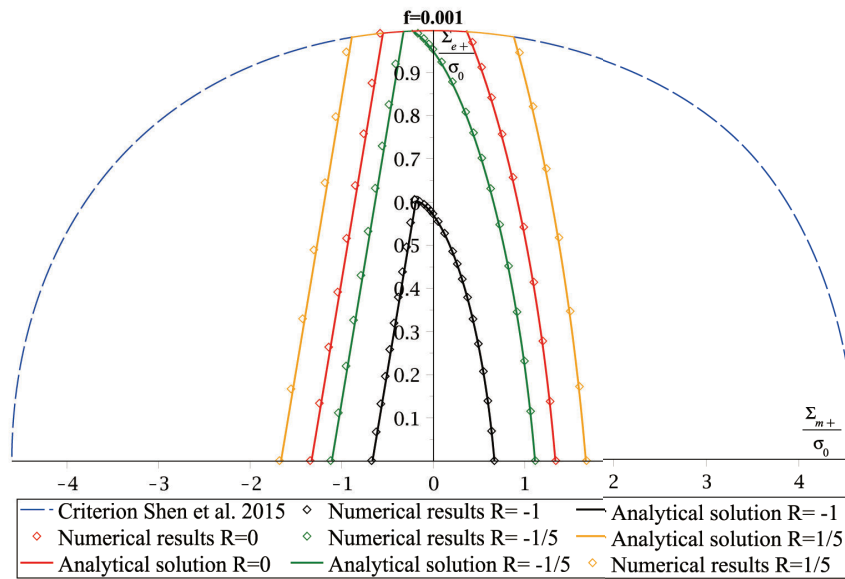 f=0.001
Σe+
σ0
0.9
0.8
0.7
0.6
0.5
0.4
0.3
0.2
0.1
Σm+
σ0
-4 -3 -2 -1 0 1 2 3 4
Criterion Shen et al. 2015 Numerical results R= -1 Analytical solution R= -1
Numerical results R=0 Numerical results R= -1/5 Analytical solution R=1/5
Analytical solution R=0 Analytical solution R= -1/5 Numerical results R=1/5